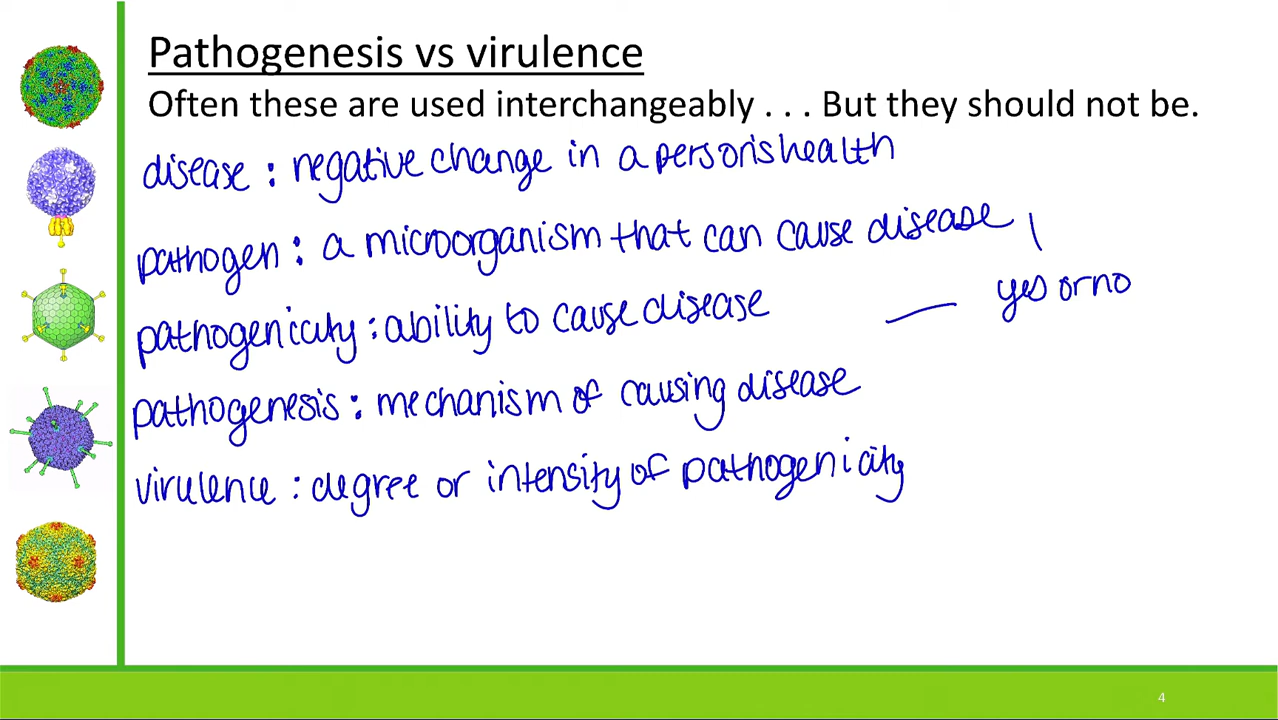 Pathogenesis vs virulence
Often these are used interchangeably . . . But they should not be.
disease : negative change in a person's health
pathogen : a microorganism that can cause disease
yes or no
pathogenicity : ability to cause disease
pathogenesis : mechanism of causing disease
virulence : degree or intensity of pathogenicity
4